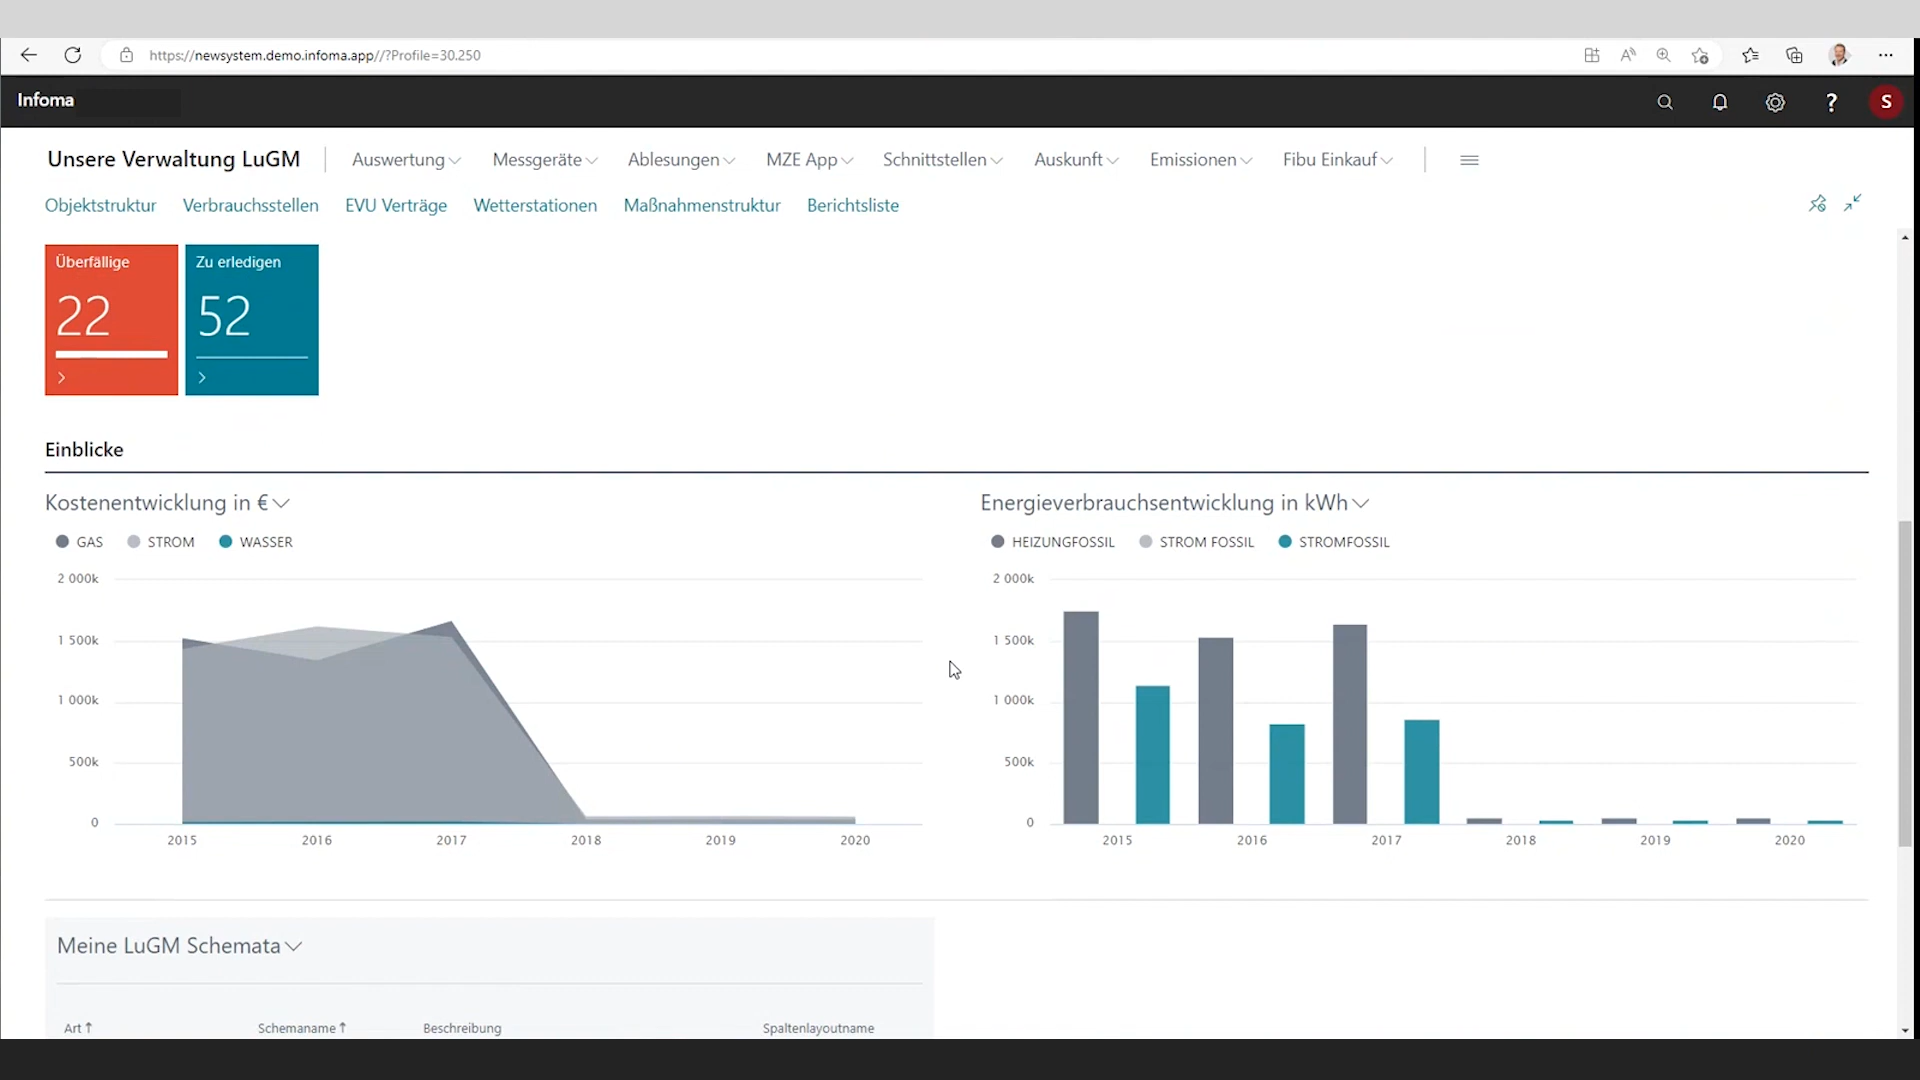 https://newsystem.demo.infoma.app//?Profile=30.250
Infoma
S
Unsere Verwaltung LuGM
Auswertung
Messgeräte
Ablesungen
MZE App
Schnittstellen
Auskunft
Emissionen
Fibu Einkauf
Objektstruktur
Verbrauchsstellen
EVU Verträge
Wetterstationen
Maßnahmenstruktur
Berichtsliste
Überfällige
22
Zu erledigen
52
Einblicke
Kostenentwicklung in €
GAS STROM WASSER
2 000k
1 500k
1 000k
500k
0
2015 2016 2017 2018 2019 2020
Energieverbrauchsentwicklung in kWh
HEIZUNGFOSSIL STROM FOSSIL STROMFOSSIL
2 000k
1 500k
1 000k
500k
0
2015 2016 2017 2018 2019 2020
Meine LuGM Schemata
Art↑ Schemaname↑ Beschreibung Spaltenlayoutname